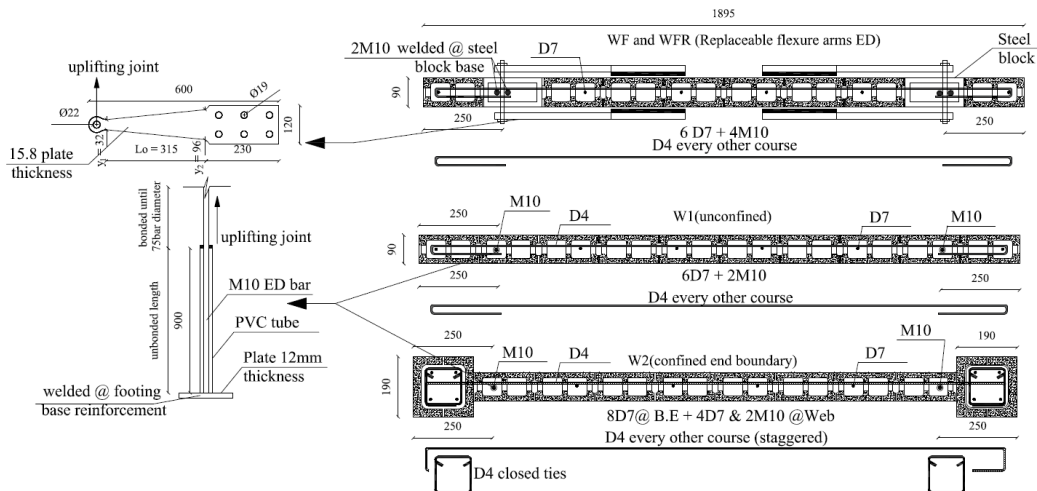 1895
2M10 welded @ steel
block base
D7
WF and WFR (Replaceable flexure arms ED)
Steel
block
90
250
250
6 D7 + 4M10
D4 every other course
uplifting joint
600
Ø22
Ø19
120
15.8 plate
thickness
y₁ = 32
Lo = 315
y₂ = 96
230
bonded until
75bar diameter
uplifting joint
unbonded length
900
M10 ED bar
PVC tube
Plate 12mm
thickness
welded @ footing
base reinforcement
250
M10
D4
W1(unconfined)
D7
M10
90
250
6D7 + 2M10
250
D4 every other course
250
M10
D4
W2(confined end boundary)
D7
M10
190
190
8D7@ B.E + 4D7 & 2M10 @Web
250
250
D4 every other course (staggered)
D4 closed ties